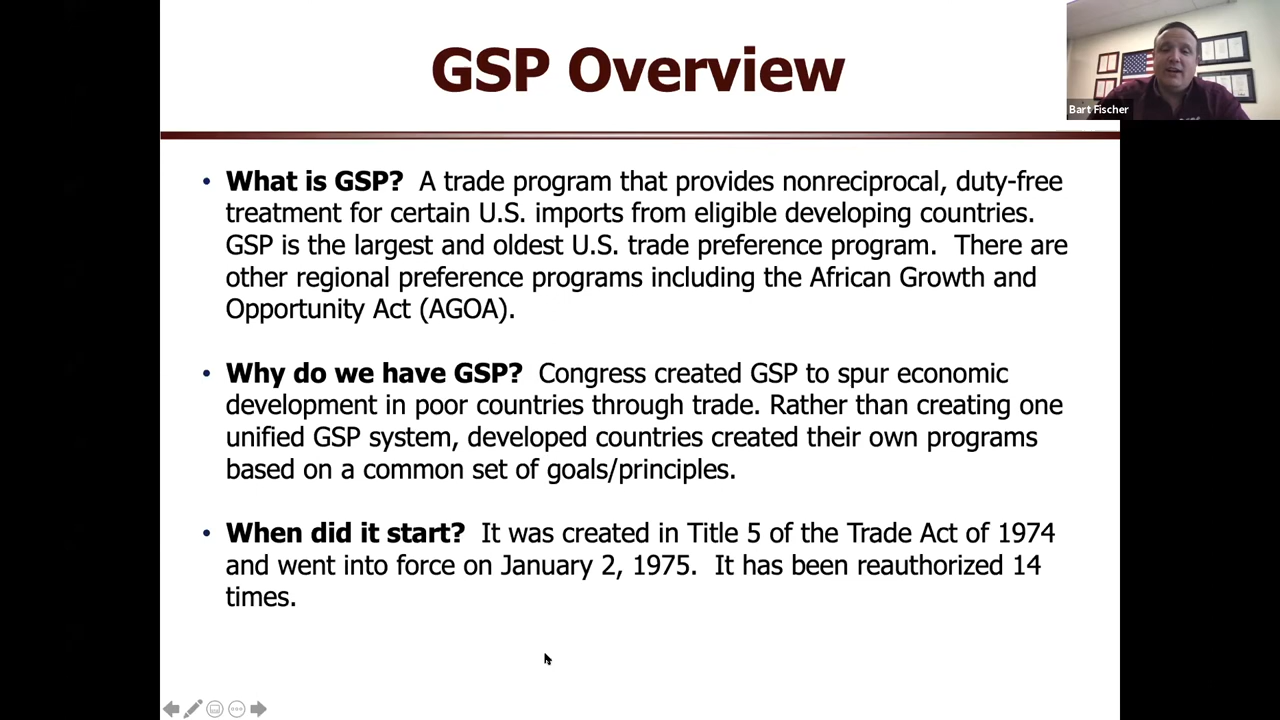 GSP Overview
Bart Fischer
• What is GSP? A trade program that provides nonreciprocal, duty-free
treatment for certain U.S. imports from eligible developing countries.
GSP is the largest and oldest U.S. trade preference program. There are
other regional preference programs including the African Growth and
Opportunity Act (AGOA).
• Why do we have GSP? Congress created GSP to spur economic
development in poor countries through trade. Rather than creating one
unified GSP system, developed countries created their own programs
based on a common set of goals/principles.
• When did it start? It was created in Title 5 of the Trade Act of 1974
and went into force on January 2, 1975. It has been reauthorized 14
times.